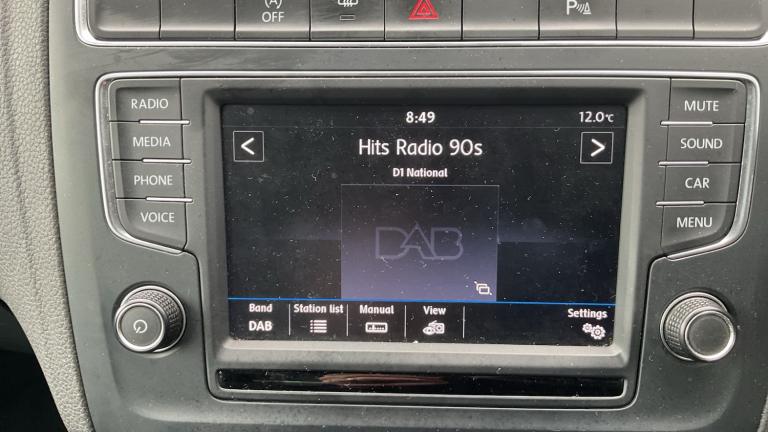 (A) OFF
P
RADIO
MEDIA
PHONE
VOICE
MUTE
SOUND
CAR
MENU
8:49
12.0°C
<
Hits Radio 90s
>
D1 National
DAB
Band
Station list
Manual
View
Settings
DAB